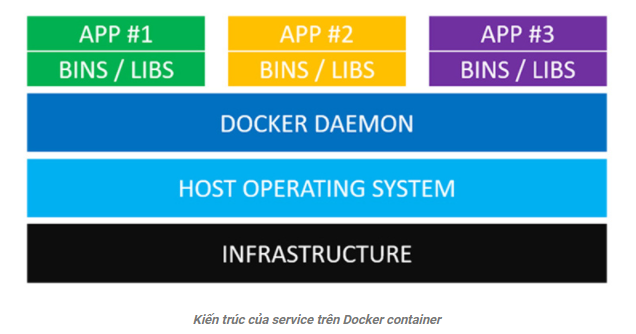 APP #1
APP #2
APP #3
BINS / LIBS
BINS / LIBS
BINS / LIBS
DOCKER DAEMON
HOST OPERATING SYSTEM
INFRASTRUCTURE
Kiến trúc của service trên Docker container